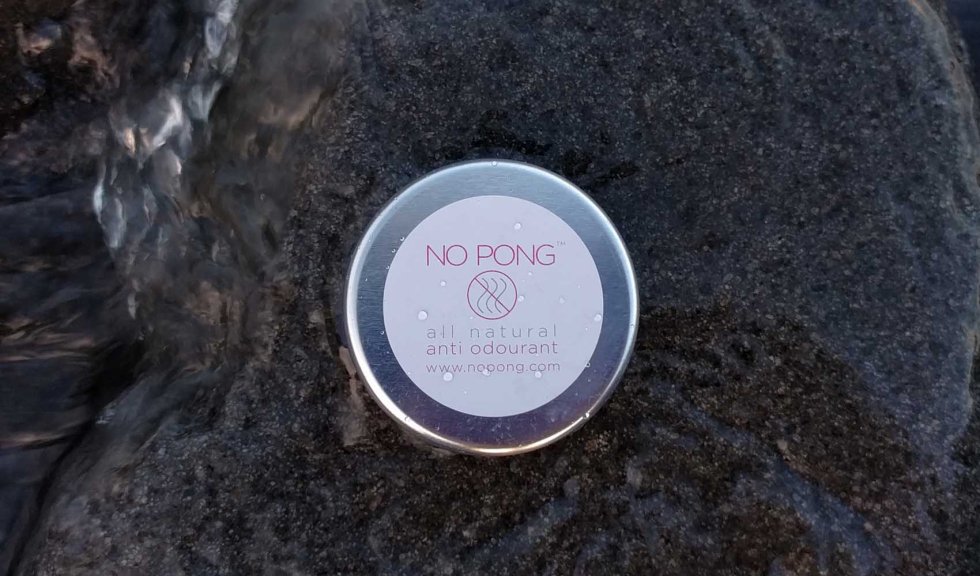 NO PONG™
all natural
anti odourant
www.nopong.com